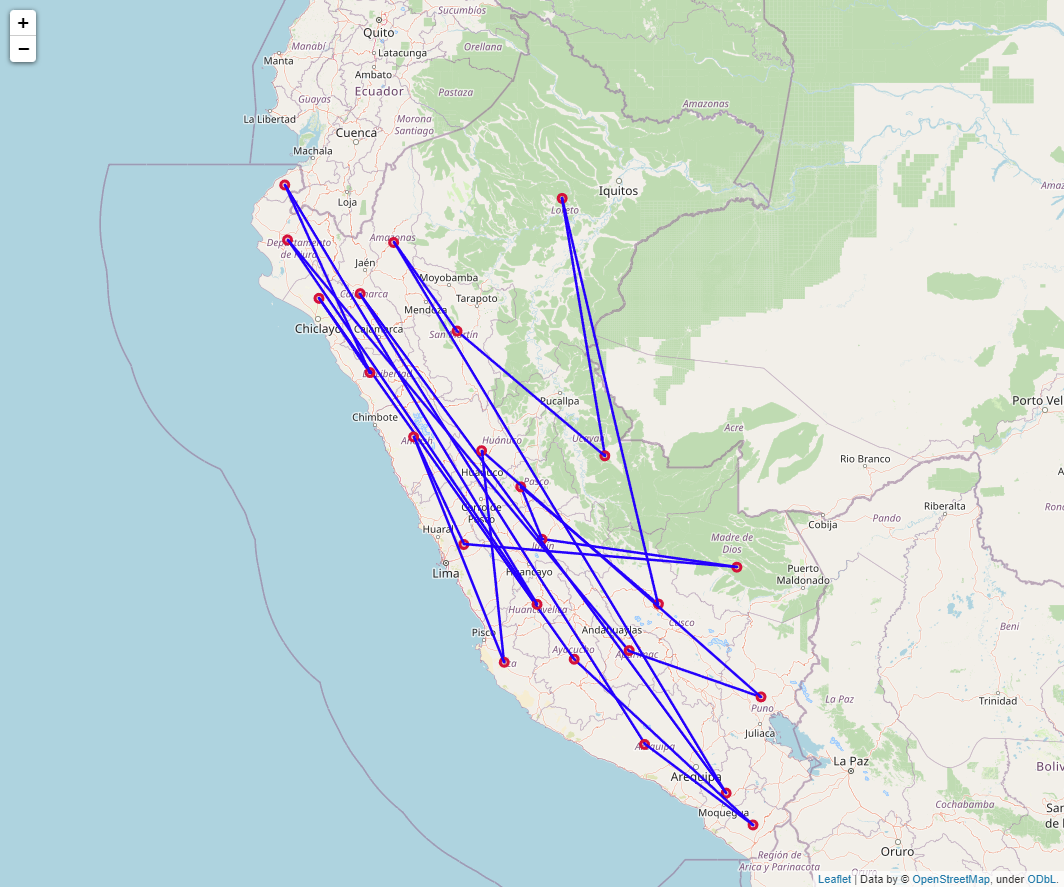 +
−
Sucumbíos
Quito
Manabí
Orellana
Latacunga
Manta
Ambato
Ecuador
Pastaza
Guayas
Amazonas
La Libertad
Morona
Santiago
Cuenca
Machala
Iquitos
Loja
Loreto
Amazonas
Departamento
de Piura
Jaén
Moyobamba
Cajamarca
Tarapoto
Mendoza
Chiclayo
Cajamarca
San Martín
La Libertad
Pucallpa
Porto Vel
Chimbote
Acre
Ancash
Huánuco
Ucayali
Huánuco
Rio Branco
Pasco
Riberalta
Cerro de
Pasco
Pando
Cobija
Huaral
Madre de
Dios
Junín
Lima
Huancayo
Puerto
Maldonado
Huancavelica
Cusco
Beni
Pisco
Andahuaylas
Ayacucho
Apurímac
Ica
La Paz
Trinidad
Puno
Juliaca
Arequipa
La Paz
Boliv
Arequipa
Cochabamba
San
de l
Moquegua
Oruro
Región de
Arica y Parinacota
Leaflet | Data by © OpenStreetMap, under ODbL.